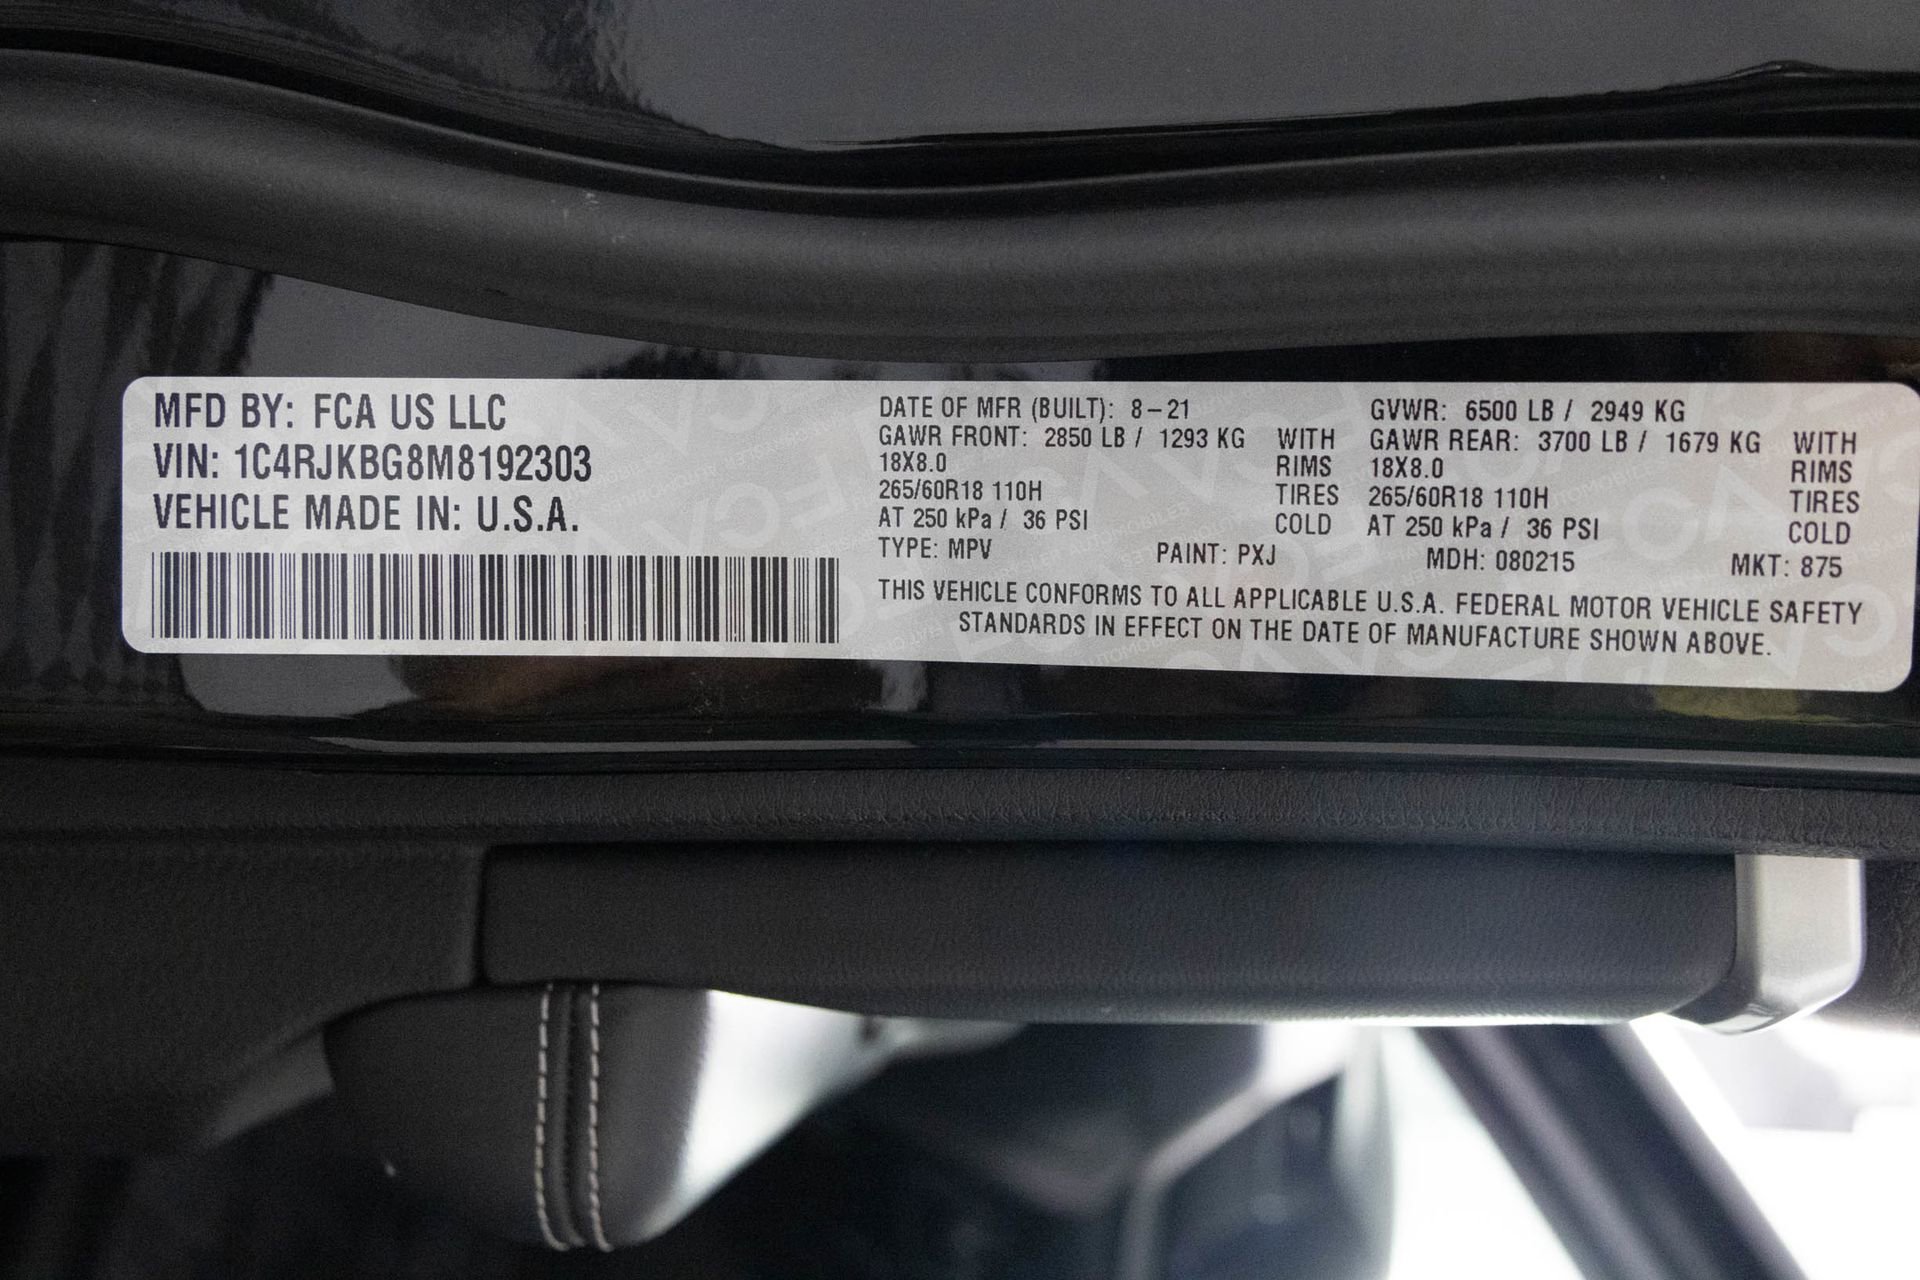 MFD BY: FCA US LLC
VIN: 1C4RJKBG8M8192303
VEHICLE MADE IN: U.S.A.
DATE OF MFR (BUILT): 8-21 GVWR: 6500 LB / 2949 KG
GAWR FRONT: 2850 LB / 1293 KG WITH GAWR REAR: 3700 LB / 1679 KG WITH
18X8.0 RIMS 18X8.0 RIMS
265/60R18 110H TIRES 265/60R18 110H TIRES
AT 250 kPa / 36 PSI COLD AT 250 kPa / 36 PSI COLD
TYPE: MPV PAINT: PXJ MDH: 080215 MKT: 875
THIS VEHICLE CONFORMS TO ALL APPLICABLE U.S.A. FEDERAL MOTOR VEHICLE SAFETY
STANDARDS IN EFFECT ON THE DATE OF MANUFACTURE SHOWN ABOVE.